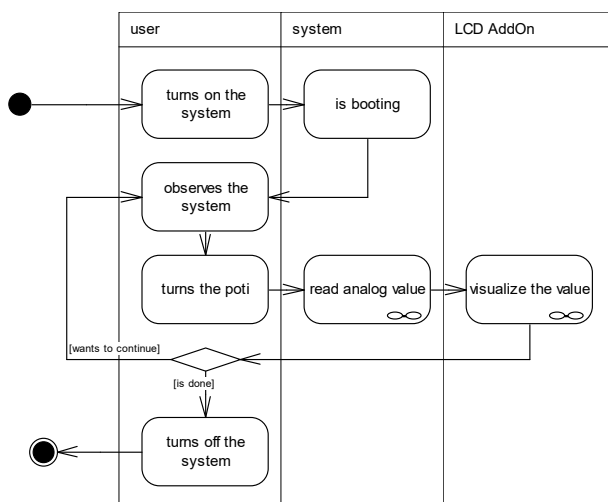 user
system
LCD AddOn
turns on the
system
is booting
observes the
system
turns the poti
read analog value
visualize the value
[wants to continue]
[is done]
turns off the
system